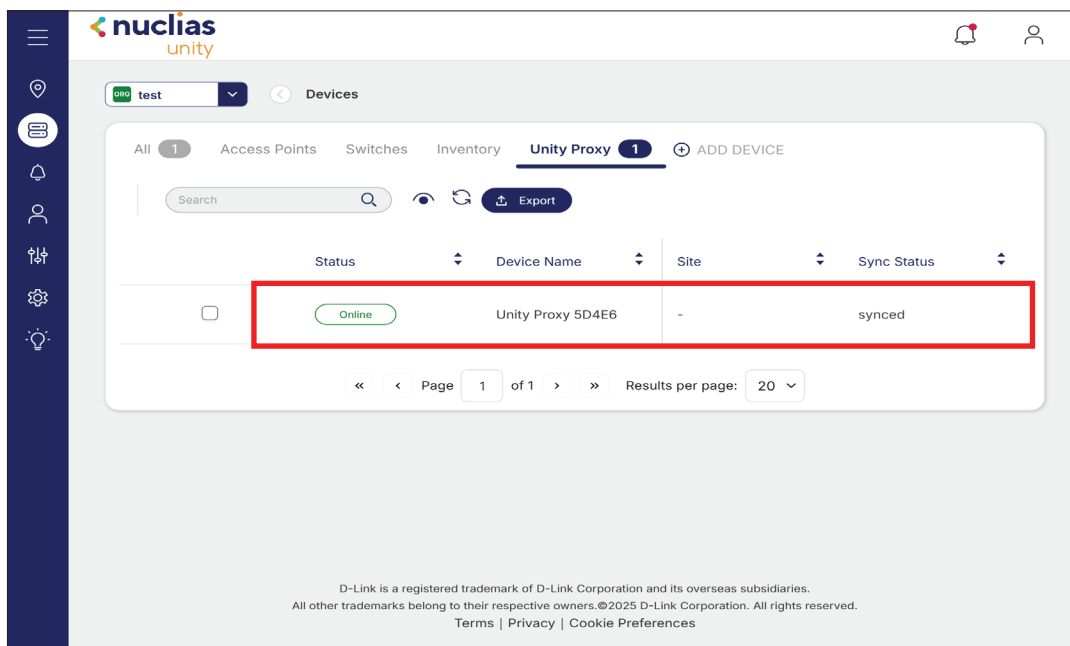 nuclias
unity
ORG test Devices
All 1 Access Points Switches Inventory Unity Proxy 1 ADD DEVICE
Search Export
Status Device Name Site Sync Status
Online Unity Proxy 5D4E6 - synced
« ‹ Page 1 of 1 › » Results per page: 20
D-Link is a registered trademark of D-Link Corporation and its overseas subsidiaries.
All other trademarks belong to their respective owners.©2025 D-Link Corporation. All rights reserved.
Terms | Privacy | Cookie Preferences